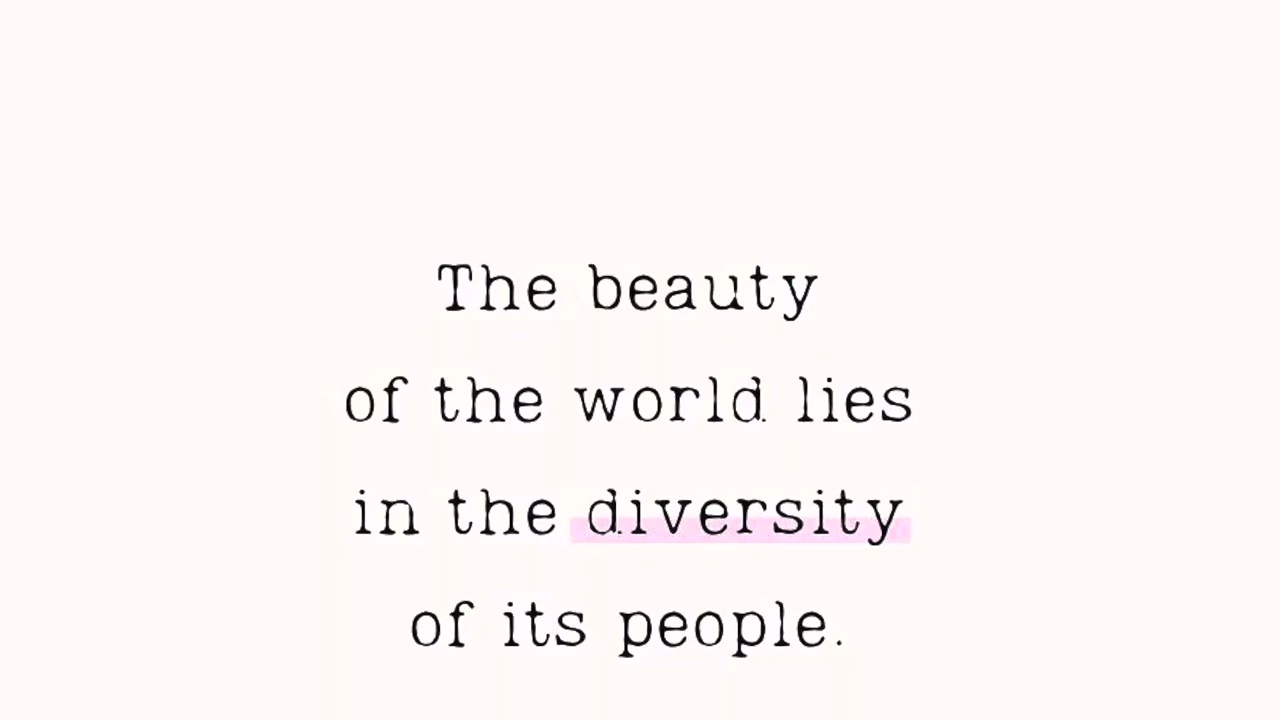 The beauty
of the world lies
in the diversity
of its people.